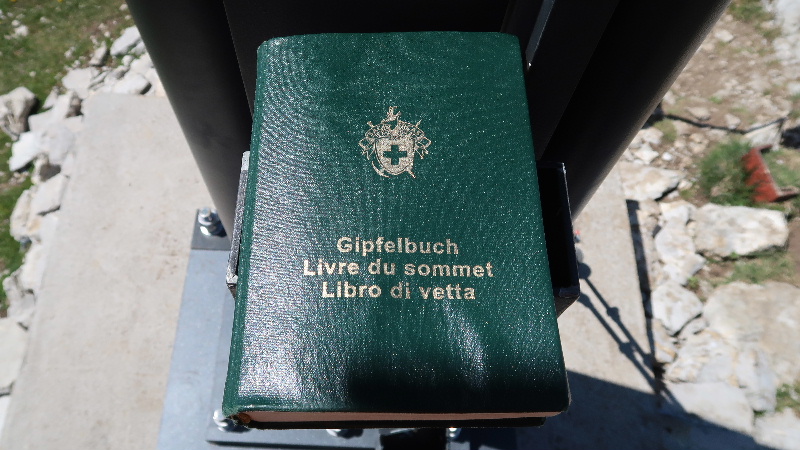 Gipfelbuch
Livre du sommet
Libro di vetta